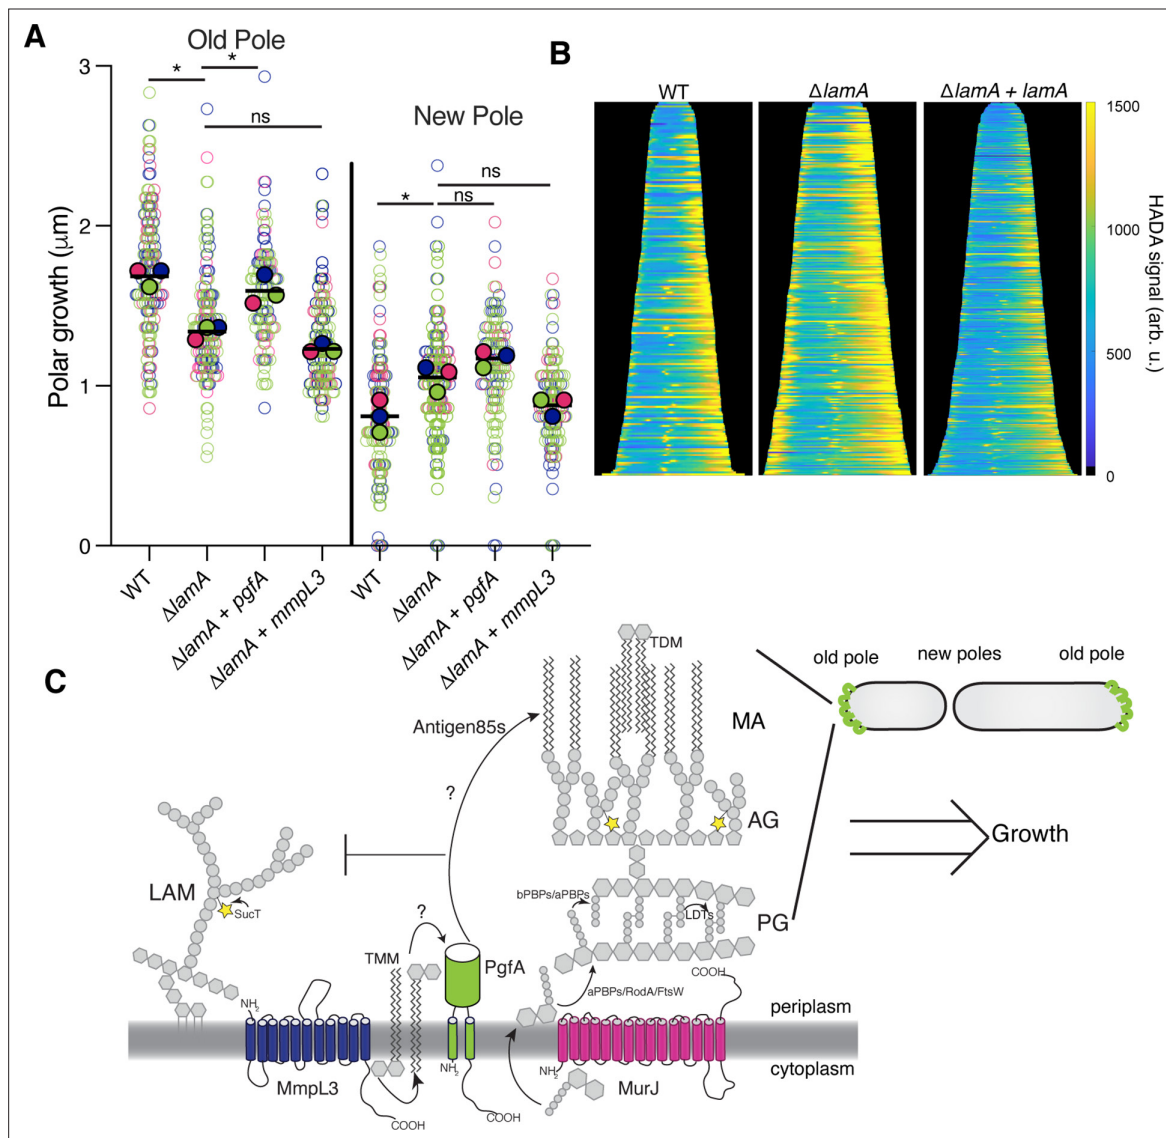 A
Old Pole
New Pole
*
*
ns
*
ns
ns
Polar growth (μm)
3
2
1
0
WT
ΔlamA
ΔlamA + pgfA
ΔlamA + mmpL3
WT
ΔlamA
ΔlamA + pgfA
ΔlamA + mmpL3
B
WT
ΔlamA
ΔlamA + lamA
1500
1000
500
0
HADA signal (arb. u.)
C
TDM
old pole
new poles
old pole
Antigen85s
MA
?
AG
Growth
LAM
SucT
bPBPs/aPBPs
LDTs
PG
?
TMM
PgfA
COOH
aPBPs/RodA/FtsW
NH2
periplasm
cytoplasm
NH2
NH2
MmpL3
MurJ
COOH
COOH